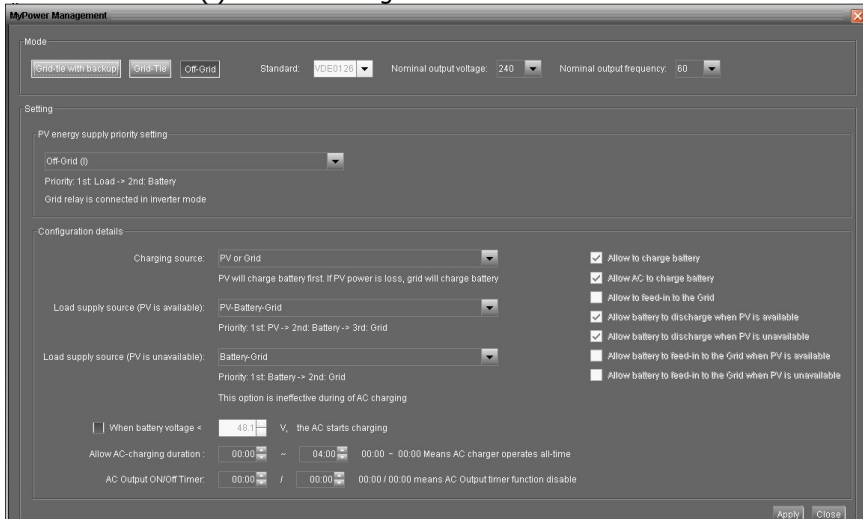 MyPower Management
Mode
Grid-tie with backup Grid-Tie Off-Grid Standard: VDE0126 Nominal output voltage: 240 Nominal output frequency: 60
Setting
PV energy supply priority setting
Off-Grid (I)
Priority: 1st: Load -> 2nd: Battery
Grid relay is connected in inverter mode
Configuration details
Charging source: PV or Grid
PV will charge battery first. If PV power is loss, grid will charge battery
Load supply source (PV is available): PV-Battery-Grid
Priority: 1st: PV -> 2nd: Battery -> 3rd: Grid
Load supply source (PV is unavailable): Battery-Grid
Priority: 1st: Battery -> 2nd: Grid
This option is ineffective during of AC charging
When battery voltage < 48.1 V, the AC starts charging
Allow AC-charging duration : 00:00 ~ 04:00 00:00 ~ 00:00 Means AC charger operates all-time
AC Output ON/Off Timer: 00:00 / 00:00 00:00 / 00:00 means AC Output timer function disable
Allow to charge battery
Allow AC to charge battery
Allow to feed-in to the Grid
Allow battery to discharge when PV is available
Allow battery to discharge when PV is unavailable
Allow battery to feed-in to the Grid when PV is available
Allow battery to feed-in to the Grid when PV is unavailable
Apply Close